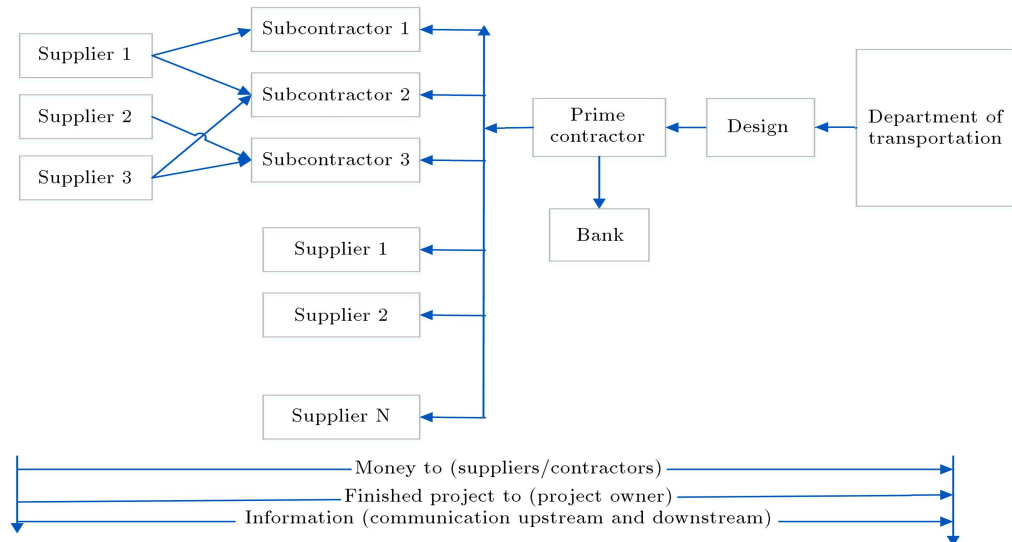 Supplier 1
Supplier 2
Supplier 3
Subcontractor 1
Subcontractor 2
Subcontractor 3
Supplier 1
Supplier 2
Supplier N
Prime
contractor
Bank
Design
Department of
transportation
Money to (suppliers/contractors)
Finished project to (project owner)
Information (communication upstream and downstream)